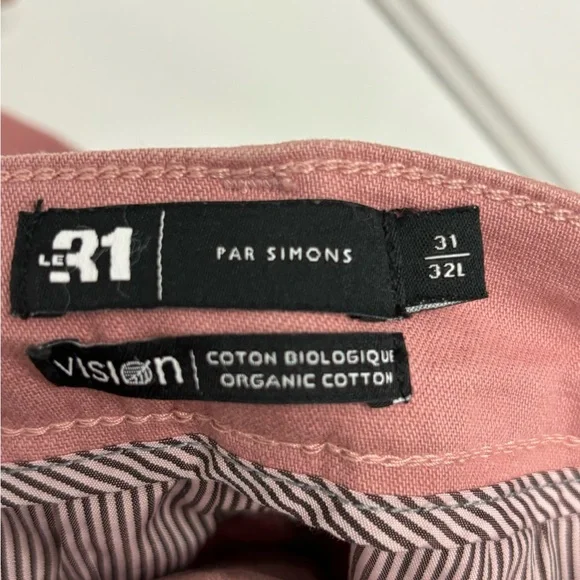 LE 31
PAR SIMONS
31
32L
VISION
COTON BIOLOGIQUE
ORGANIC COTTON